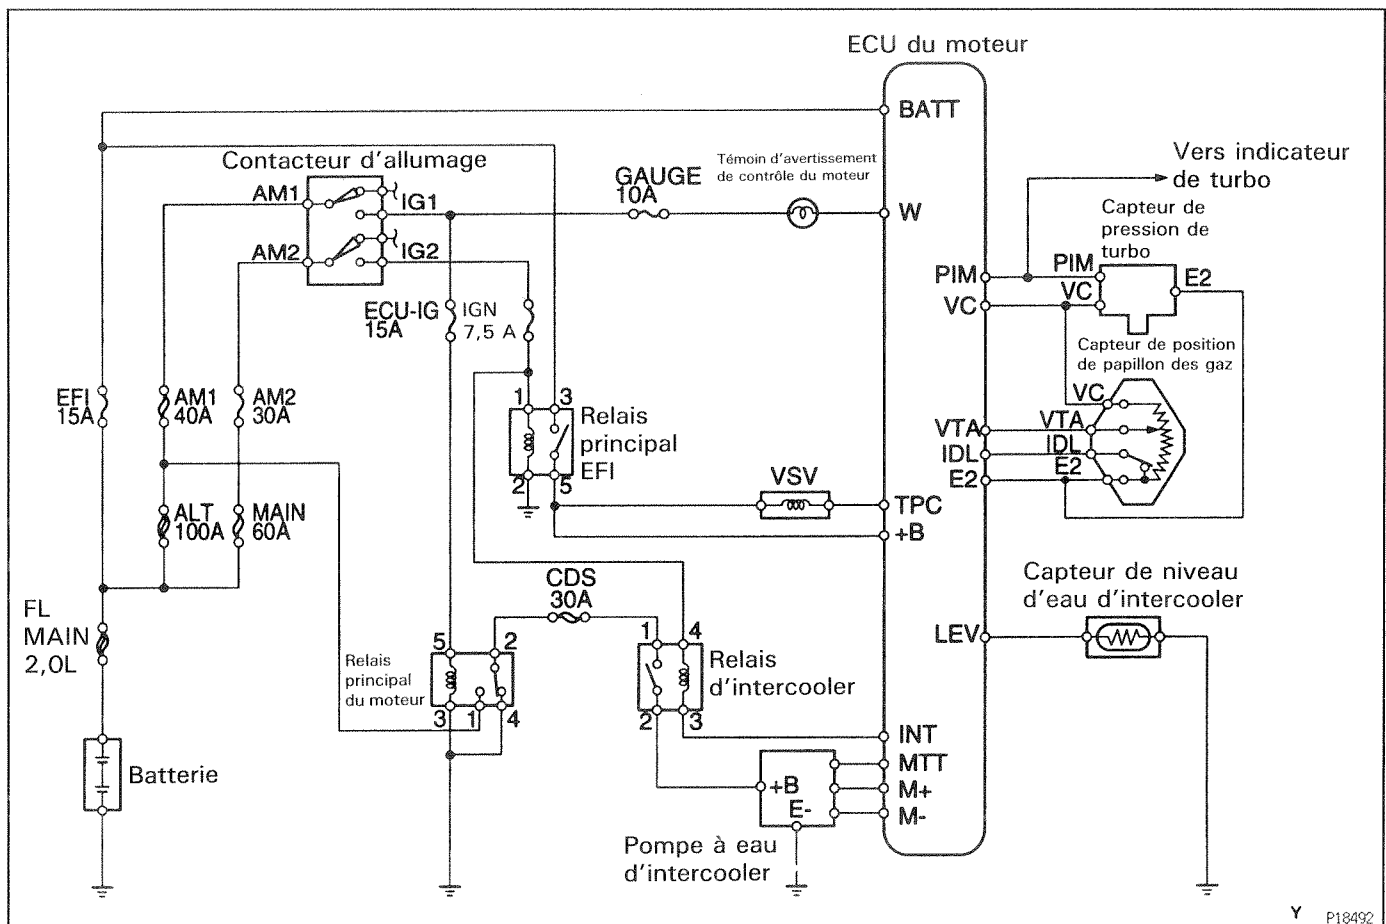 ECU du moteur
BATT
Contacteur d'allumage
AM1
IG1
AM2
IG2
GAUGE
10A
Témoin d'avertissement
de contrôle du moteur
W
Vers indicateur
de turbo
Capteur de
pression de
turbo
PIM
PIM
E2
VC
VC
ECU-IG
15A
IGN
7,5 A
Capteur de position
de papillon des gaz
VC
EFI
15A
AM1
40A
AM2
30A
1
3
Relais
principal
EFI
2
5
VTA
VTA
IDL
IDL
E2
E2
VSV
TPC
+B
ALT
100A
MAIN
60A
CDS
30A
Capteur de niveau
d'eau d'intercooler
FL
MAIN
2,0L
LEV
5
2
Relais
principal
du moteur
3
1
4
1
4
Relais
d'intercooler
2
3
INT
MTT
M+
M-
Batterie
+B
E-
Pompe à eau
d'intercooler
Y
P18492